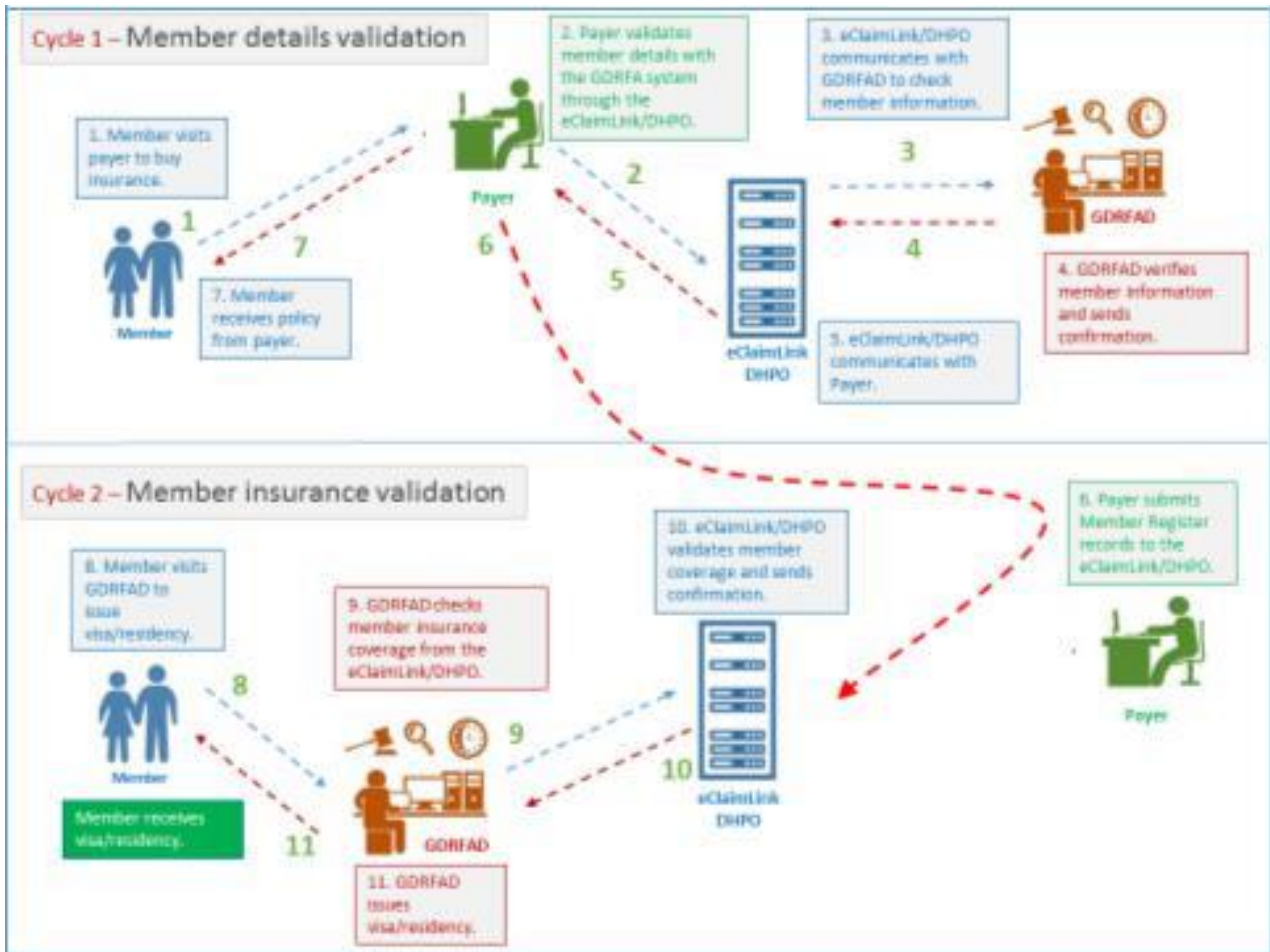 Cycle 1 – Member details validation
2. Payer validates
member details with
the GDRFA system
through the
eClaimLink/DHPO.
3. eClaimLink/DHPO
communicates with
GDRFAD to check
member information.
1. Member visits
payer to buy
insurance.
1
7
Payer
6
2
5
3
4
GDRFAD
Member
7. Member
receives policy
from payer.
eClaimLink
DHPO
4. GDRFAD verifies
member information
and sends
confirmation.
5. eClaimLink/DHPO
communicates with
Payer.
Cycle 2 – Member insurance validation
8. Member visits
GDRFAD to
issue
visa/residency.
9. GDRFAD checks
member insurance
coverage from the
eClaimLink/DHPO.
10. eClaimLink/DHPO
validates member
coverage and sends
confirmation.
6. Payer submits
Member Register
records to the
eClaimLink/DHPO.
8
9
10
Member
Payer
eClaimLink
DHPO
Member receives
visa/residency.
11
GDRFAD
11. GDRFAD
issues
visa/residency.